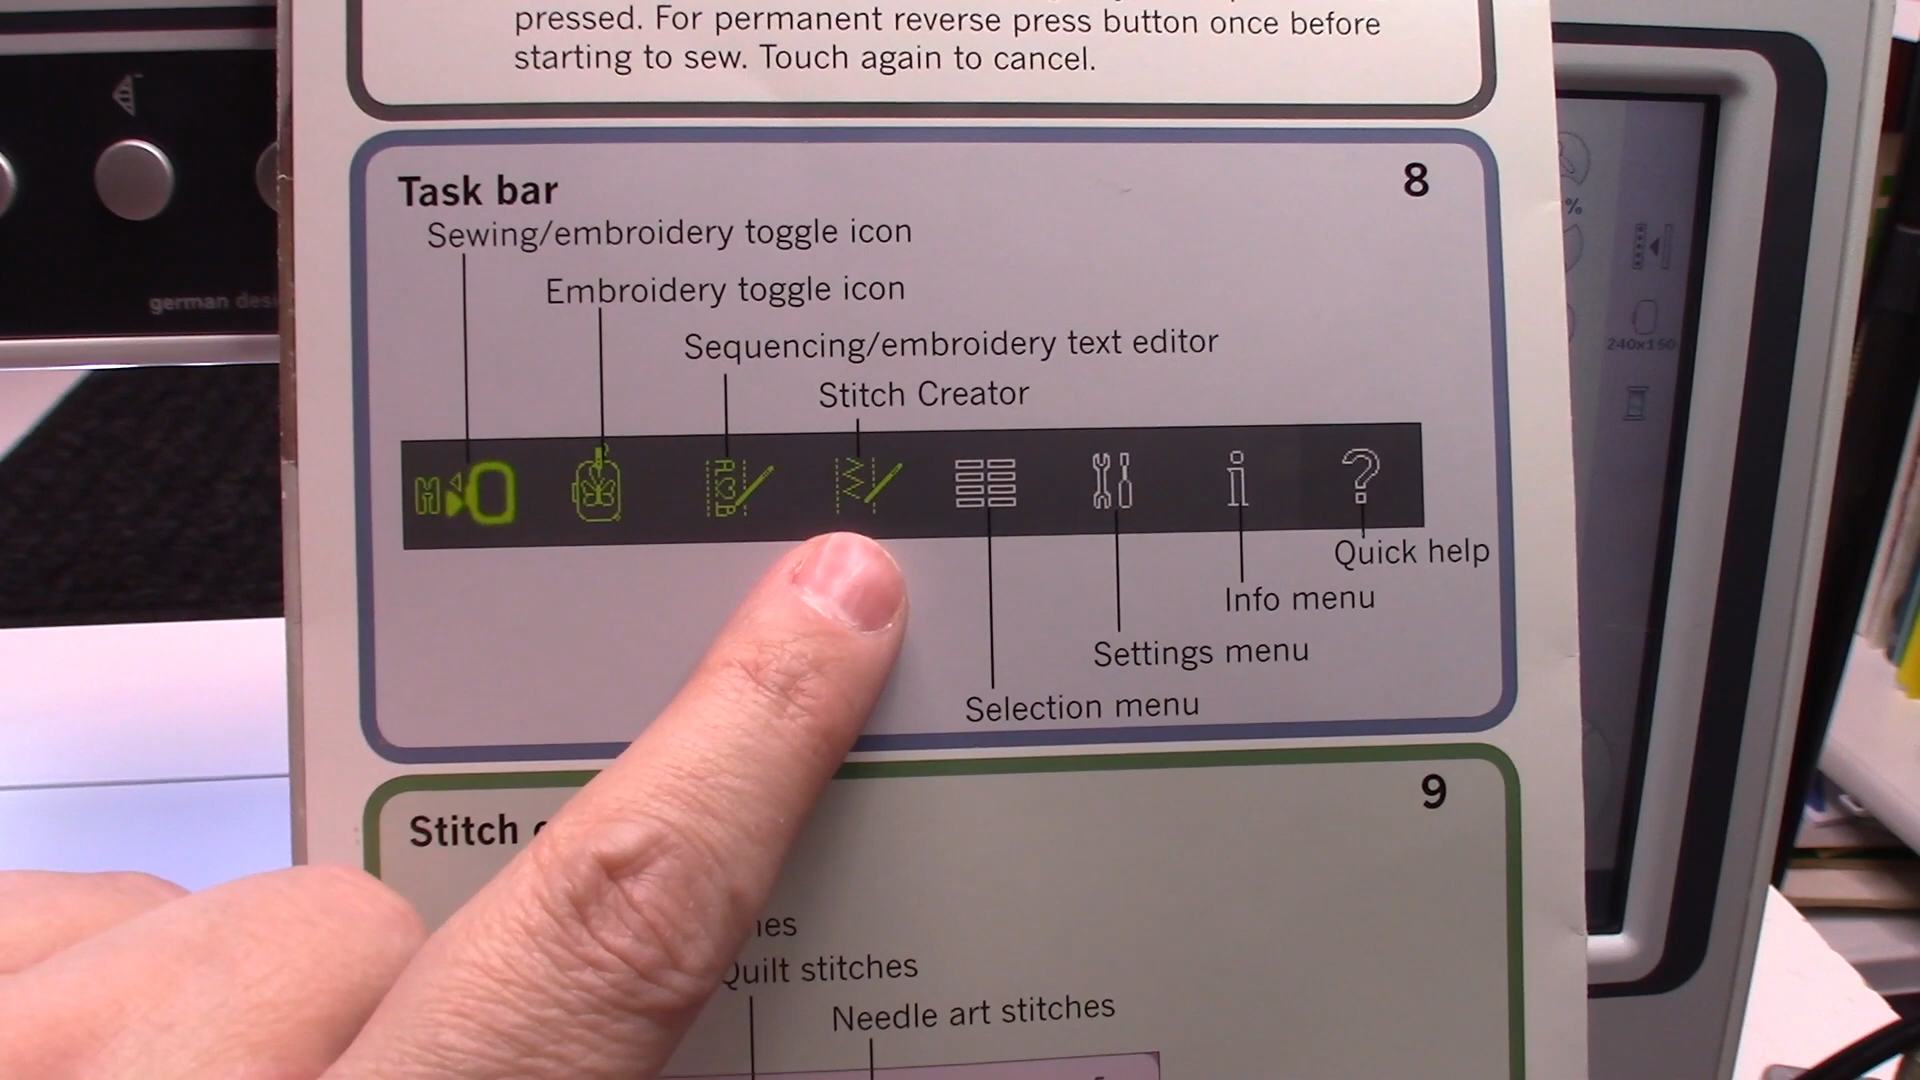 pressed. For permanent reverse press button once before
starting to sew. Touch again to cancel.
8
Task bar
Sewing/embroidery toggle icon
Embroidery toggle icon
Sequencing/embroidery text editor
Stitch Creator
Quick help
Info menu
Settings menu
Selection menu
9
Stitch
Quilt stitches
Needle art stitches
german
%
240x150